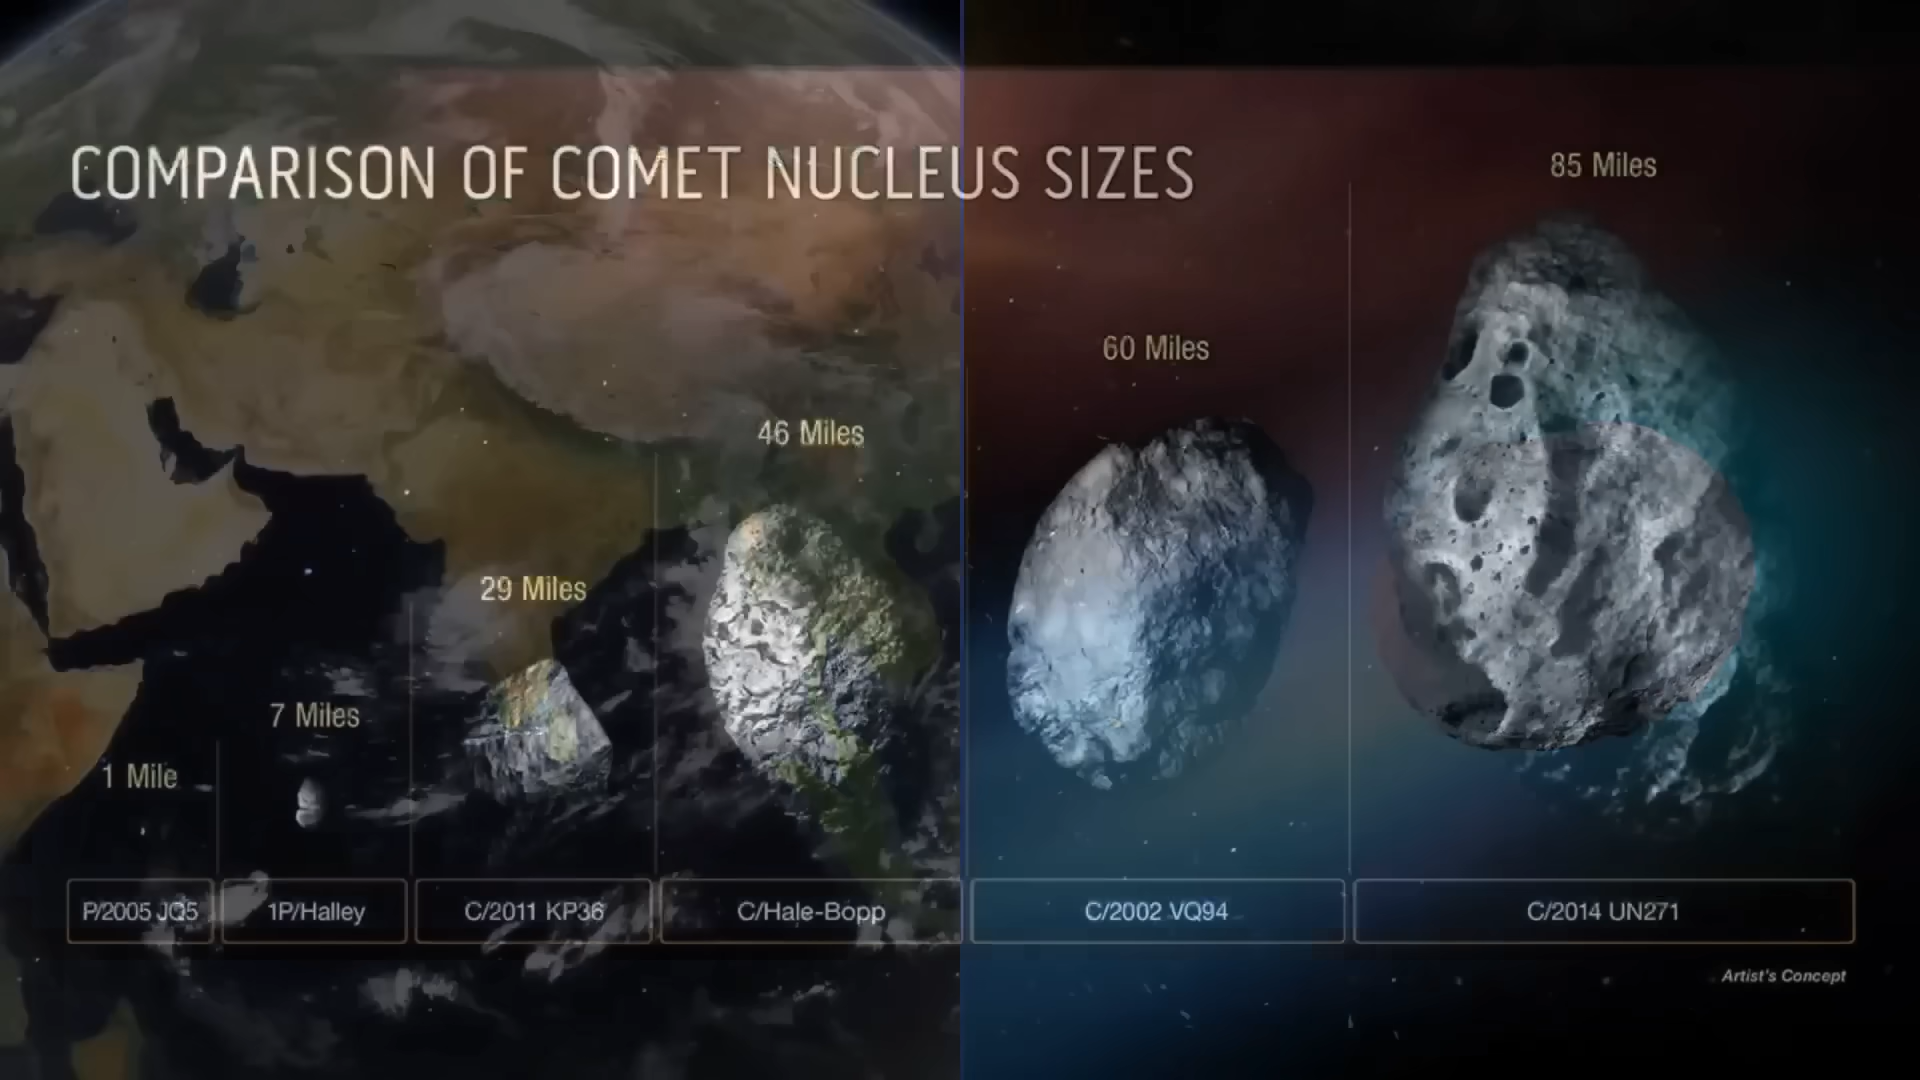 COMPARISON OF COMET NUCLEUS SIZES
1 Mile
7 Miles
29 Miles
46 Miles
60 Miles
85 Miles
P/2005 JQ5
1P/Halley
C/2011 KP36
C/Hale-Bopp
C/2002 VQ94
C/2014 UN271
Artist's Concept